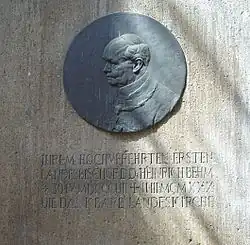 IHREM HOCHVEREHRTEN ERSTEN
LANDESBISCHOF D.D. HEINRICH BEHM
DIE DANKBARE LANDESKIRCHE